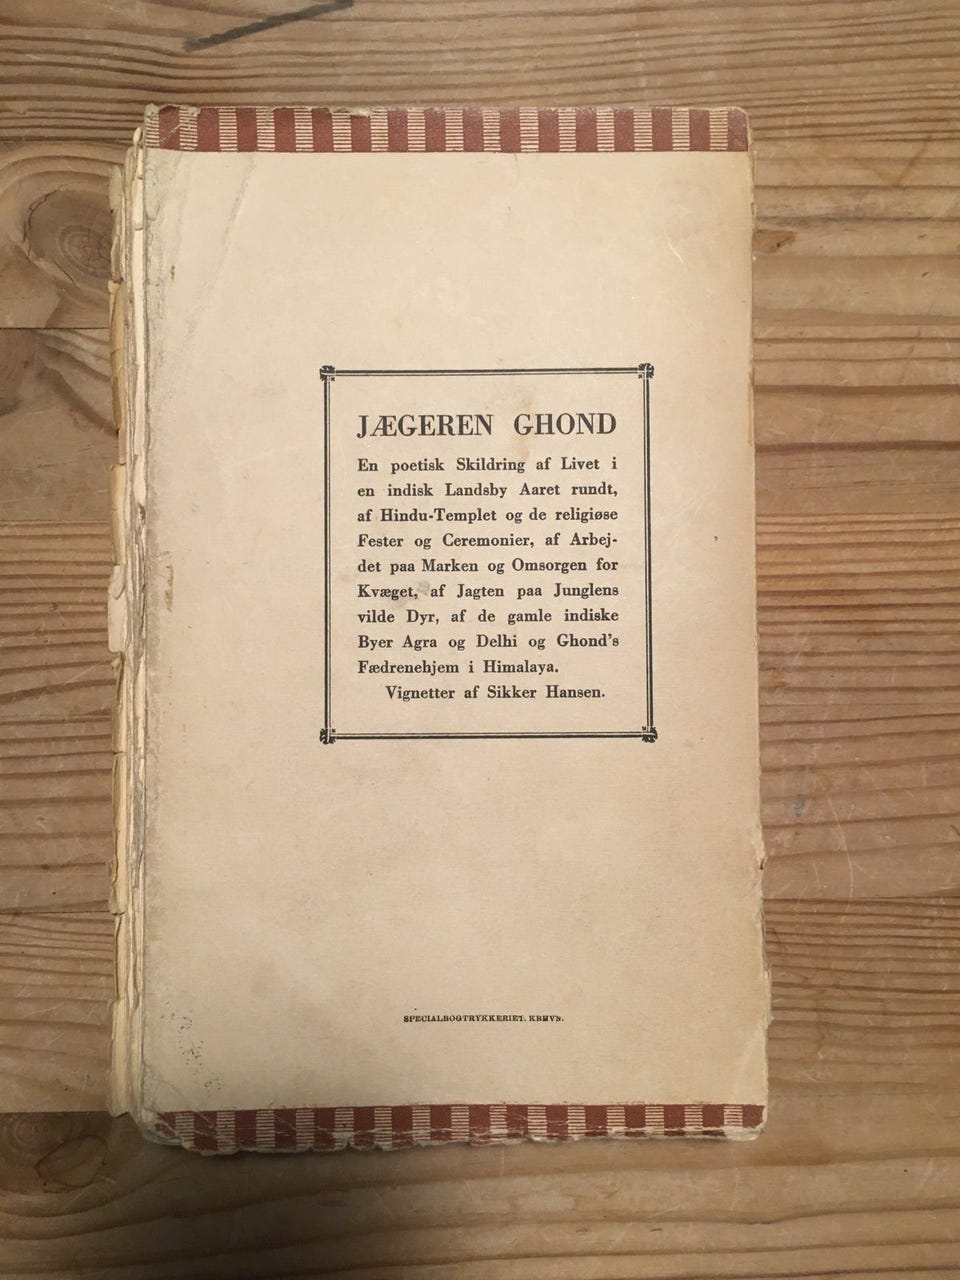 JÆGEREN GHOND
En poetisk Skildring af Livet i
en indisk Landsby Aaret rundt,
af Hindu-Templet og de religiøse
Fester og Ceremonier, af Arbej-
det paa Marken og Omsorgen for
Kvæget, af Jagten paa Junglens
vilde Dyr, af de gamle indiske
Byer Agra og Delhi og Ghond's
Fædrenehjem i Himalaya.
Vignetter af Sikker Hansen.
SPECIALBOGTRYKKERIET. KBHVN.